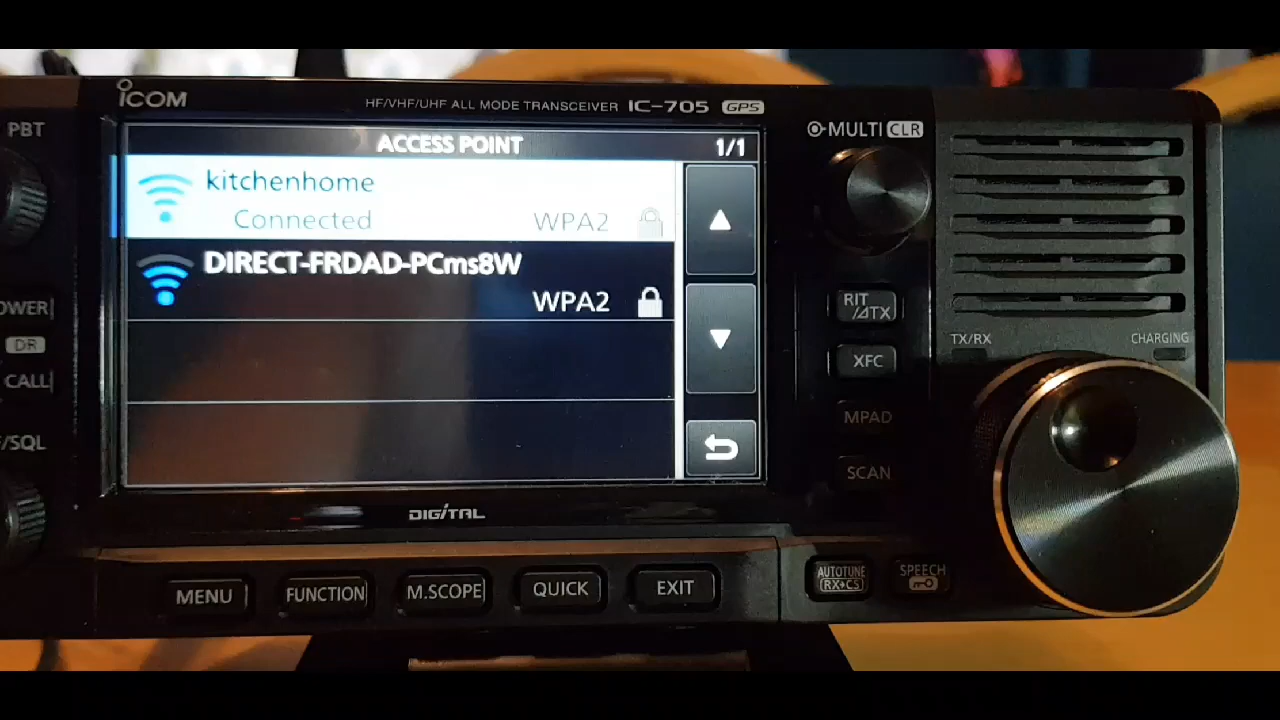 ICOM
HF/VHF/UHF ALL MODE TRANSCEIVER IC-705 GPS
PBT
ACCESS POINT 1/1
MULTI CLR
kitchenhome
Connected WPA2
DIRECT-FRDAD-PCms8W
WPA2
OWER
DR
CALL
/SQL
RIT
/⊿TX
XFC
MPAD
SCAN
TX/RX
CHARGING
DIGITAL
MENU
FUNCTION
M.SCOPE
QUICK
EXIT
AUTOTUNE
RX→CS
SPEECH